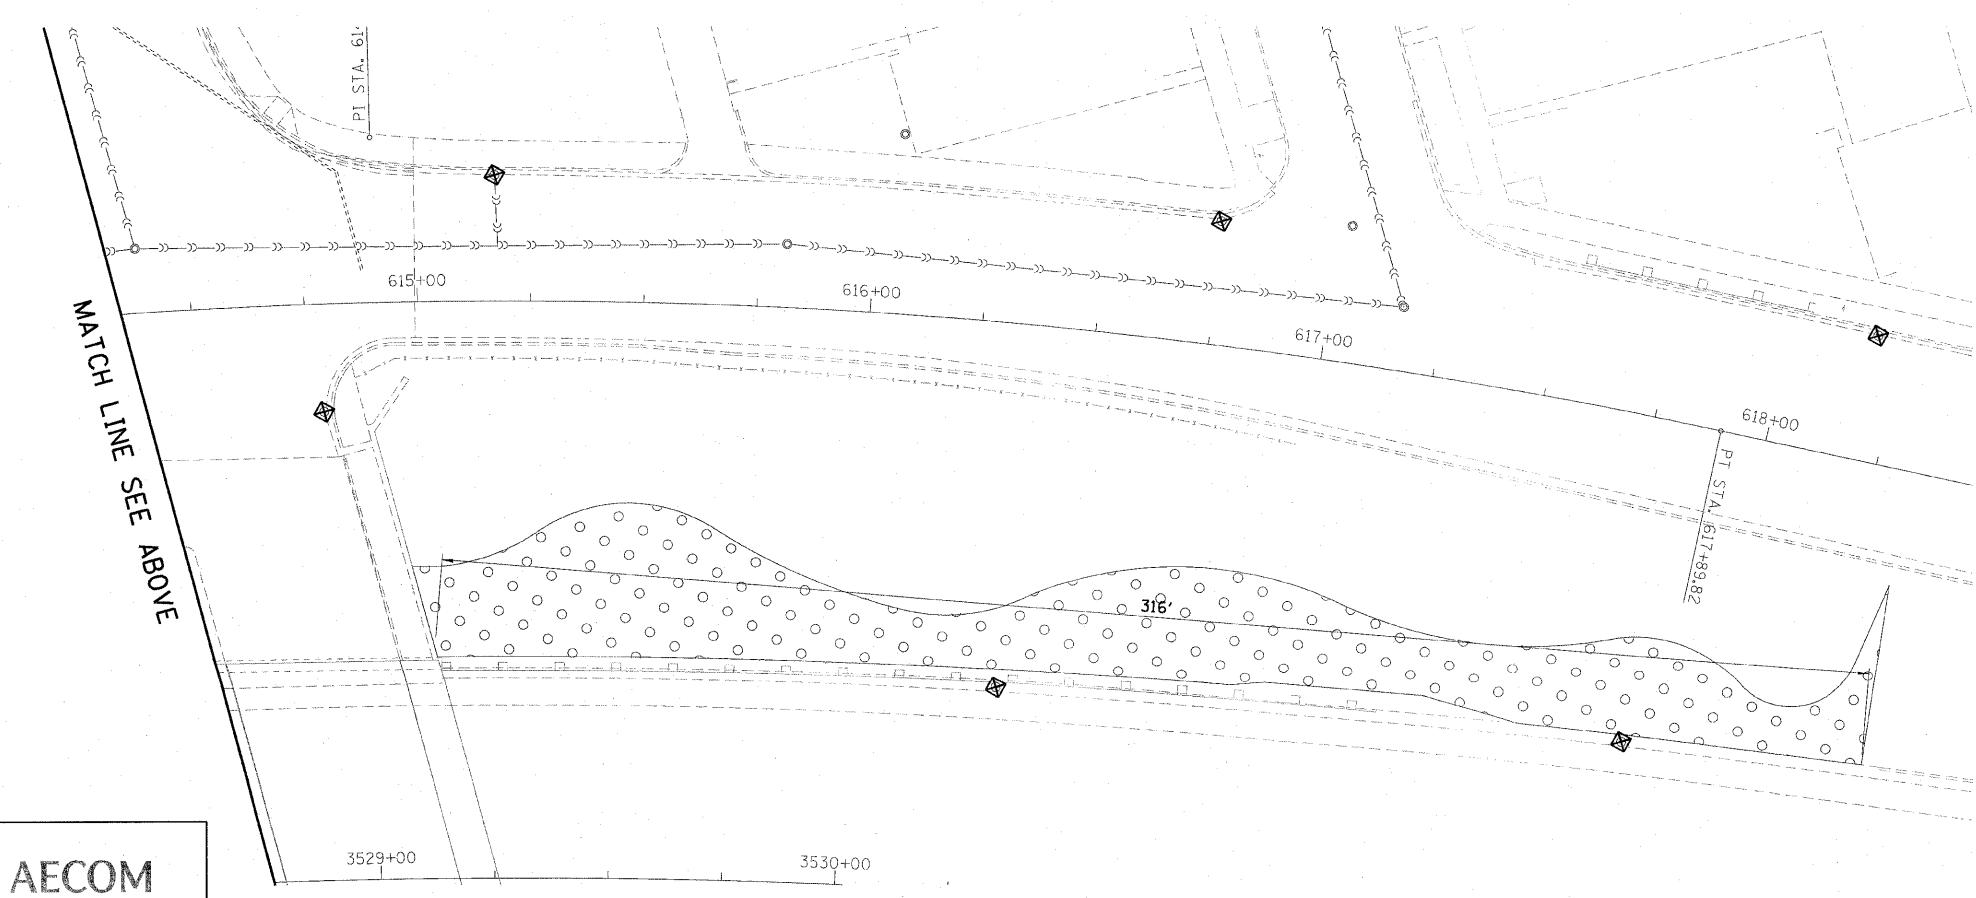 PI STA. 61
615+00
616+00
617+00
618+00
PT STA. 617+89.82
MATCH LINE SEE ABOVE
316'
3529+00
3530+00
AECOM